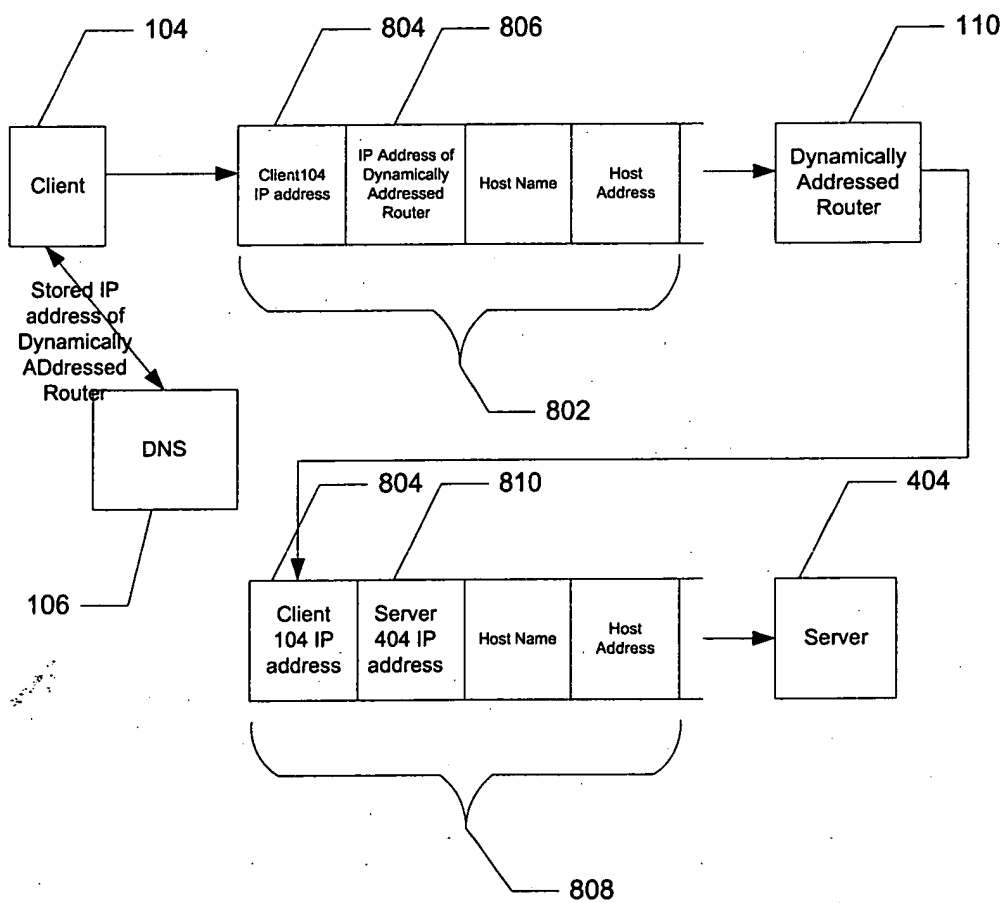 104
804
806
110
Client
Client104
IP address
IP Address of
Dynamically
Addressed
Router
Host Name
Host
Address
Dynamically
Addressed
Router
Stored IP
address of
Dynamically
ADdressed
Router
802
DNS
804
810
404
106
Client
104 IP
address
Server
404 IP
address
Host Name
Host
Address
Server
808